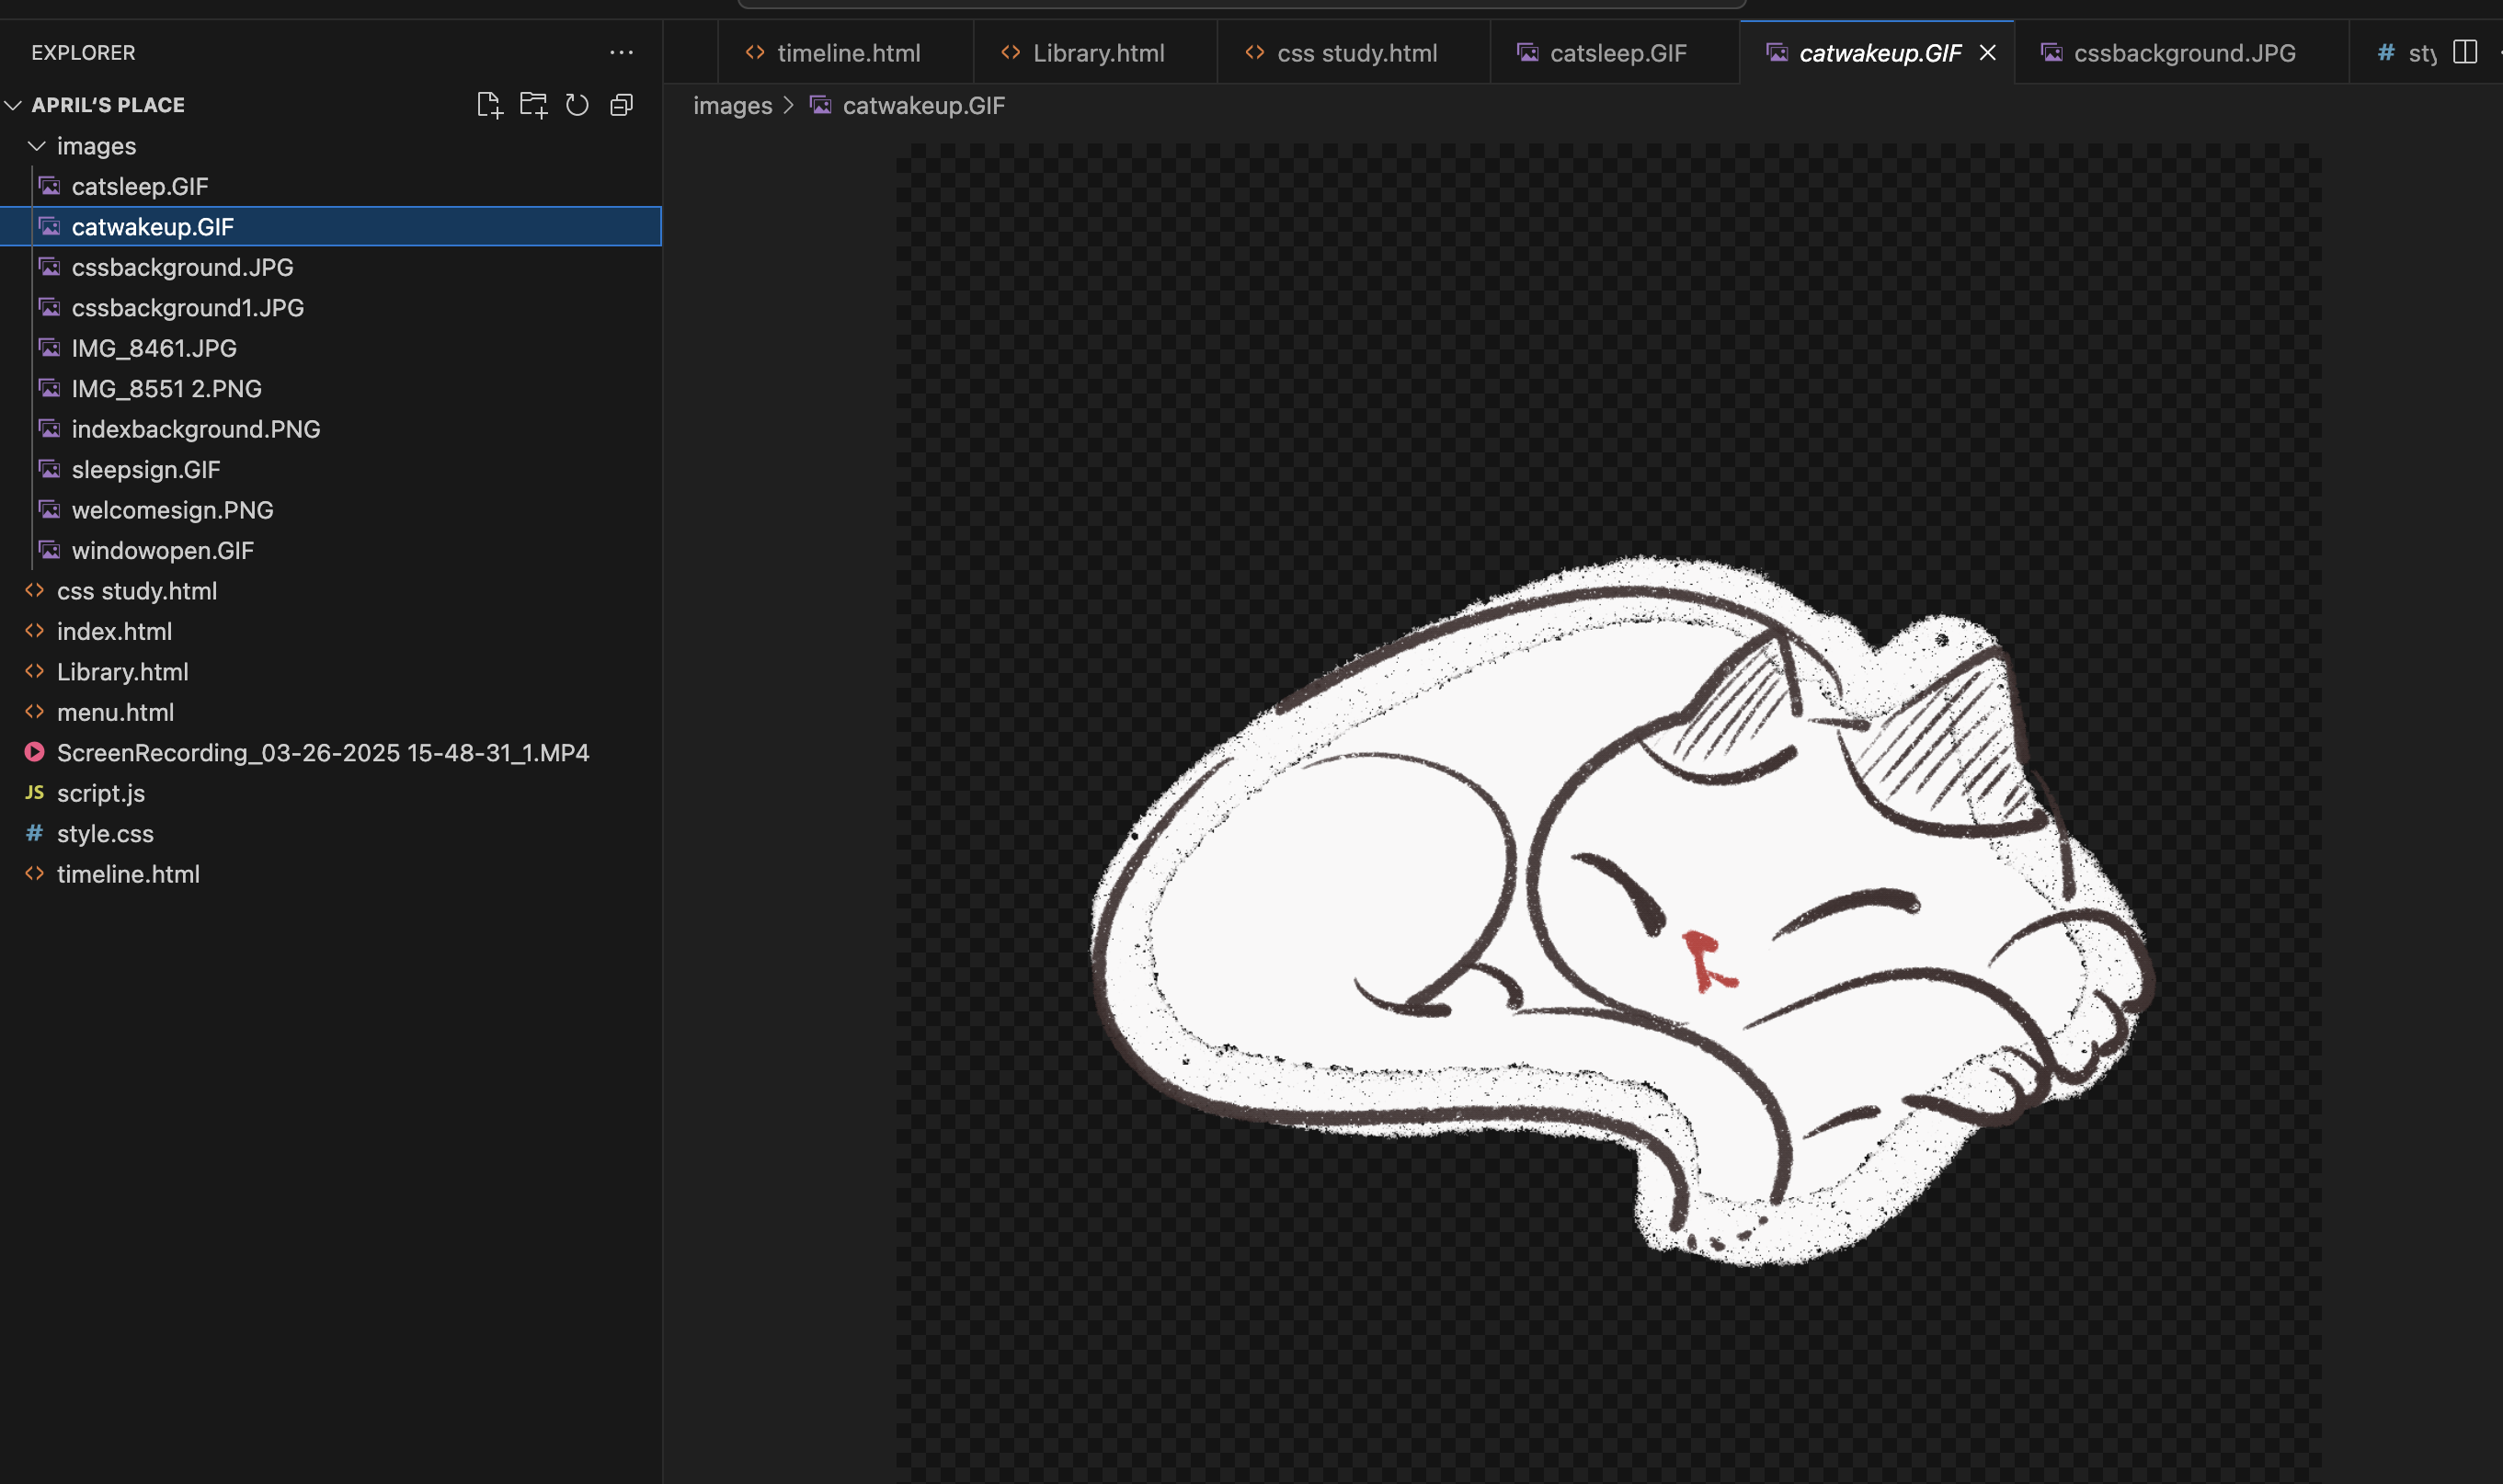 EXPLORER
timeline.html
Library.html
css study.html
catsleep.GIF
catwakeup.GIF
cssbackground.JPG
# sty
APRIL‘S PLACE
images > catwakeup.GIF
images
catsleep.GIF
catwakeup.GIF
cssbackground.JPG
cssbackground1.JPG
IMG_8461.JPG
IMG_8551 2.PNG
indexbackground.PNG
sleepsign.GIF
welcomesign.PNG
windowopen.GIF
css study.html
index.html
Library.html
menu.html
ScreenRecording_03-26-2025 15-48-31_1.MP4
JS script.js
# style.css
timeline.html